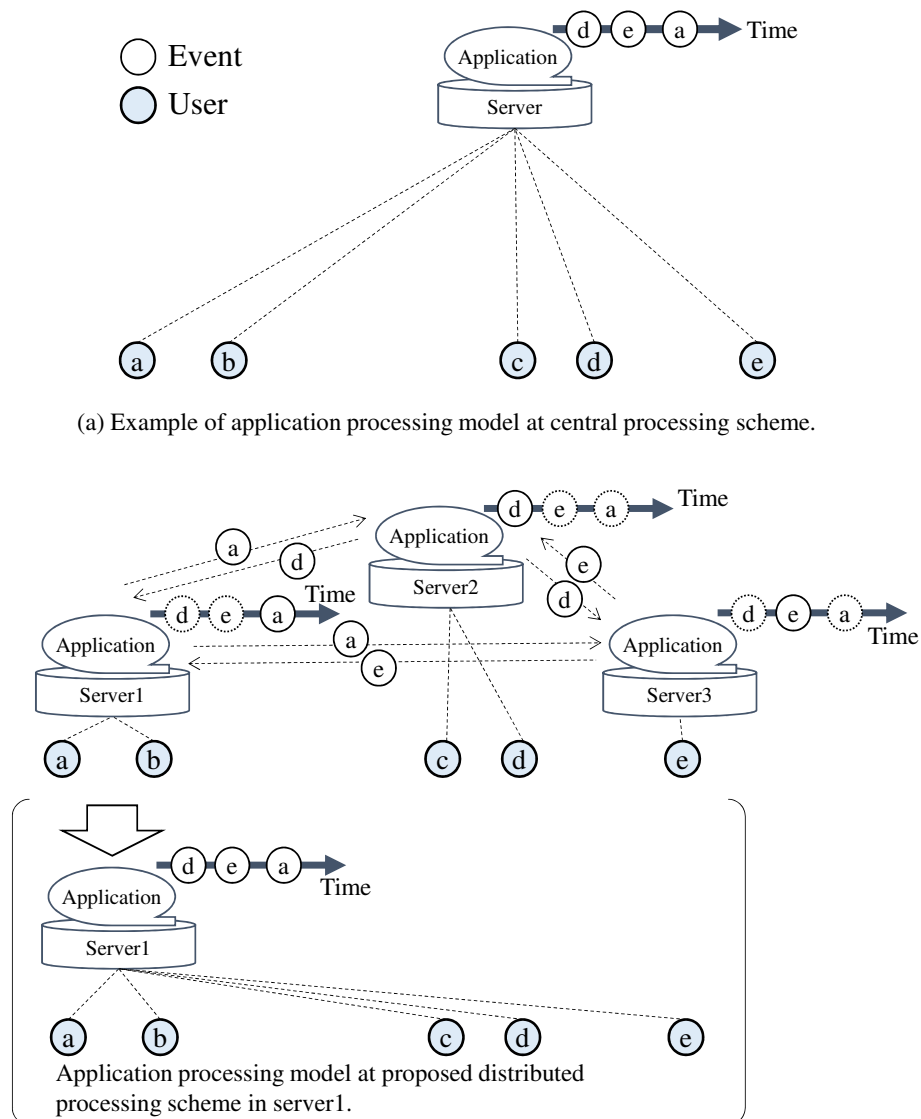 d e a Time
Application
Event
User
Server
a b c d e
(a) Example of application processing model at central processing scheme.
d e a Time
a
Application
d
e
Server2
d
Time
d e a
d e a
Time
Application
a
Application
e
Server1
Server3
a b c d e
d e a
Time
Application
Server1
a b c d e
Application processing model at proposed distributed
processing scheme in server1.